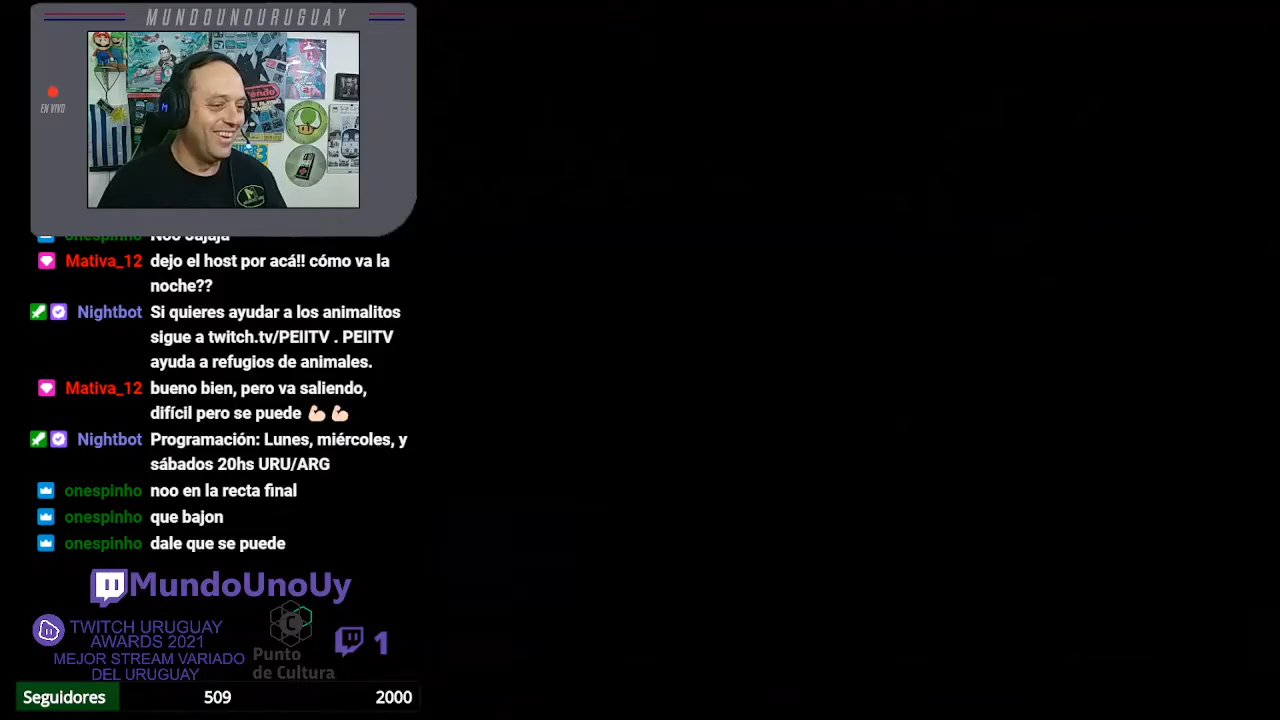 MUNDOUNOURUGUAY
EN VIVO
onespinho Noo Jajaja
Mativa_12 dejo el host por acá!! cómo va la
noche??
Nightbot Si quieres ayudar a los animalitos
sigue a twitch.tv/PEIITV . PEIITV
ayuda a refugios de animales.
Mativa_12 bueno bien, pero va saliendo,
difícil pero se puede 💪🏻 💪🏻
Nightbot Programación: Lunes, miércoles, y
sábados 20hs URU/ARG
onespinho noo en la recta final
onespinho que bajon
onespinho dale que se puede
MundoUnoUy
TWITCH URUGUAY
AWARDS 2021
MEJOR STREAM VARIADO
DEL URUGUAY
Punto
de Cultura
1
Seguidores 509 2000